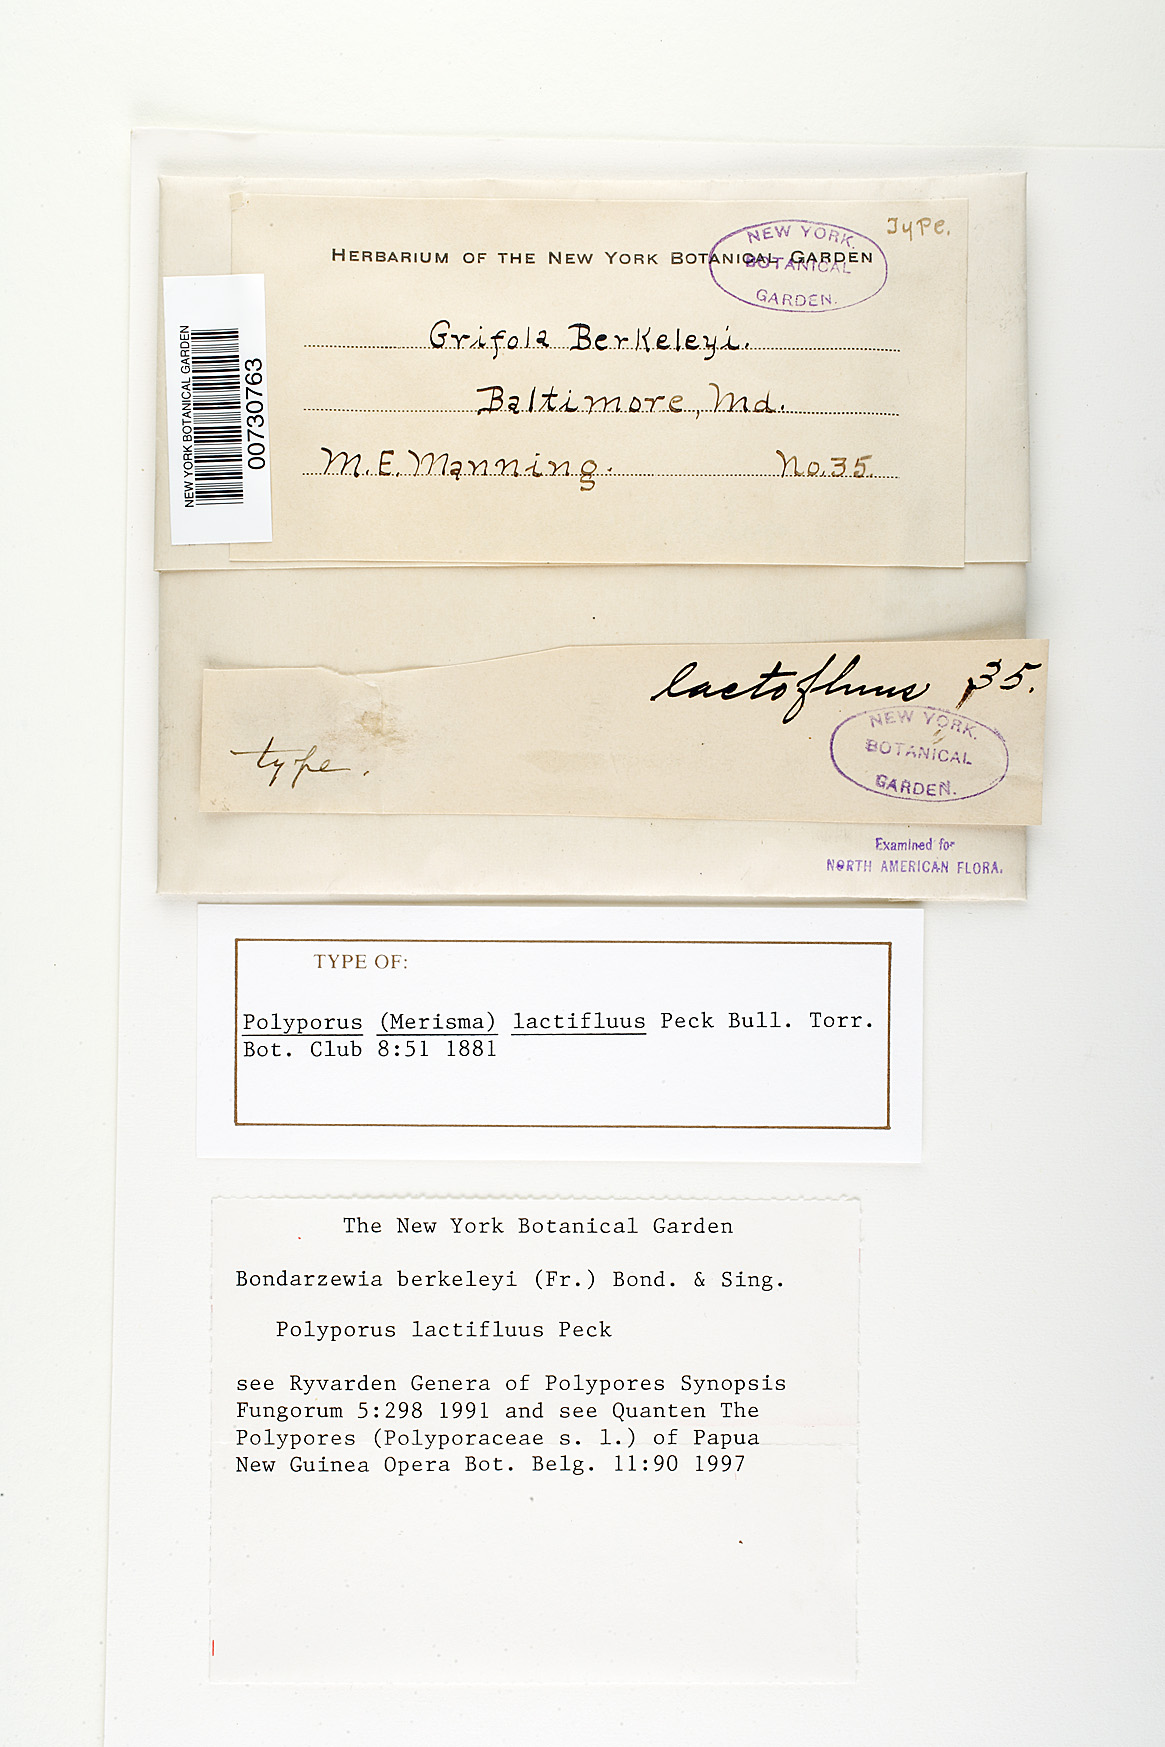 Type.
NEW YORK
BOTANICAL
GARDEN.
HERBARIUM OF THE NEW YORK BOTANICAL GARDEN
Grifola Berkeleyi.
Baltimore, Md.
M. E. Manning. No. 35.
NEW YORK BOTANICAL GARDEN
00730763
lactofluus 35.
type.
NEW YORK.
BOTANICAL
GARDEN.
Examined for
NORTH AMERICAN FLORA.
TYPE OF:
Polyporus (Merisma) lactifluus Peck Bull. Torr.
Bot. Club 8:51 1881
The New York Botanical Garden
Bondarzewia berkeleyi (Fr.) Bond. & Sing.
Polyporus lactifluus Peck
see Ryvarden Genera of Polypores Synopsis
Fungorum 5:298 1991 and see Quanten The
Polypores (Polyporaceae s. l.) of Papua
New Guinea Opera Bot. Belg. 11:90 1997